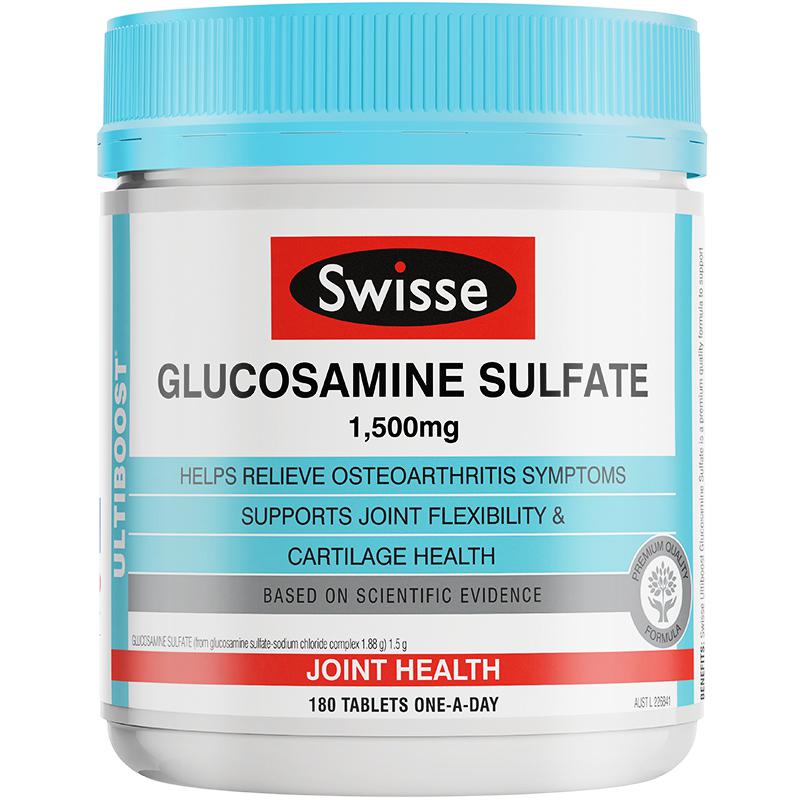 Swisse
GLUCOSAMINE SULFATE
1,500mg
HELPS RELIEVE OSTEOARTHRITIS SYMPTOMS
SUPPORTS JOINT FLEXIBILITY &
CARTILAGE HEALTH
BASED ON SCIENTIFIC EVIDENCE
GLUCOSAMINE SULFATE (from glucosamine sulfate-sodium chloride complex 1.88 g) 1.5 g
JOINT HEALTH
180 TABLETS ONE-A-DAY
AUST L 226841
ULTIBOOST
PREMIUM QUALITY
FORMULA
BENEFITS: Swisse Ultiboost Glucosamine Sulfate is a premium quality formula to support